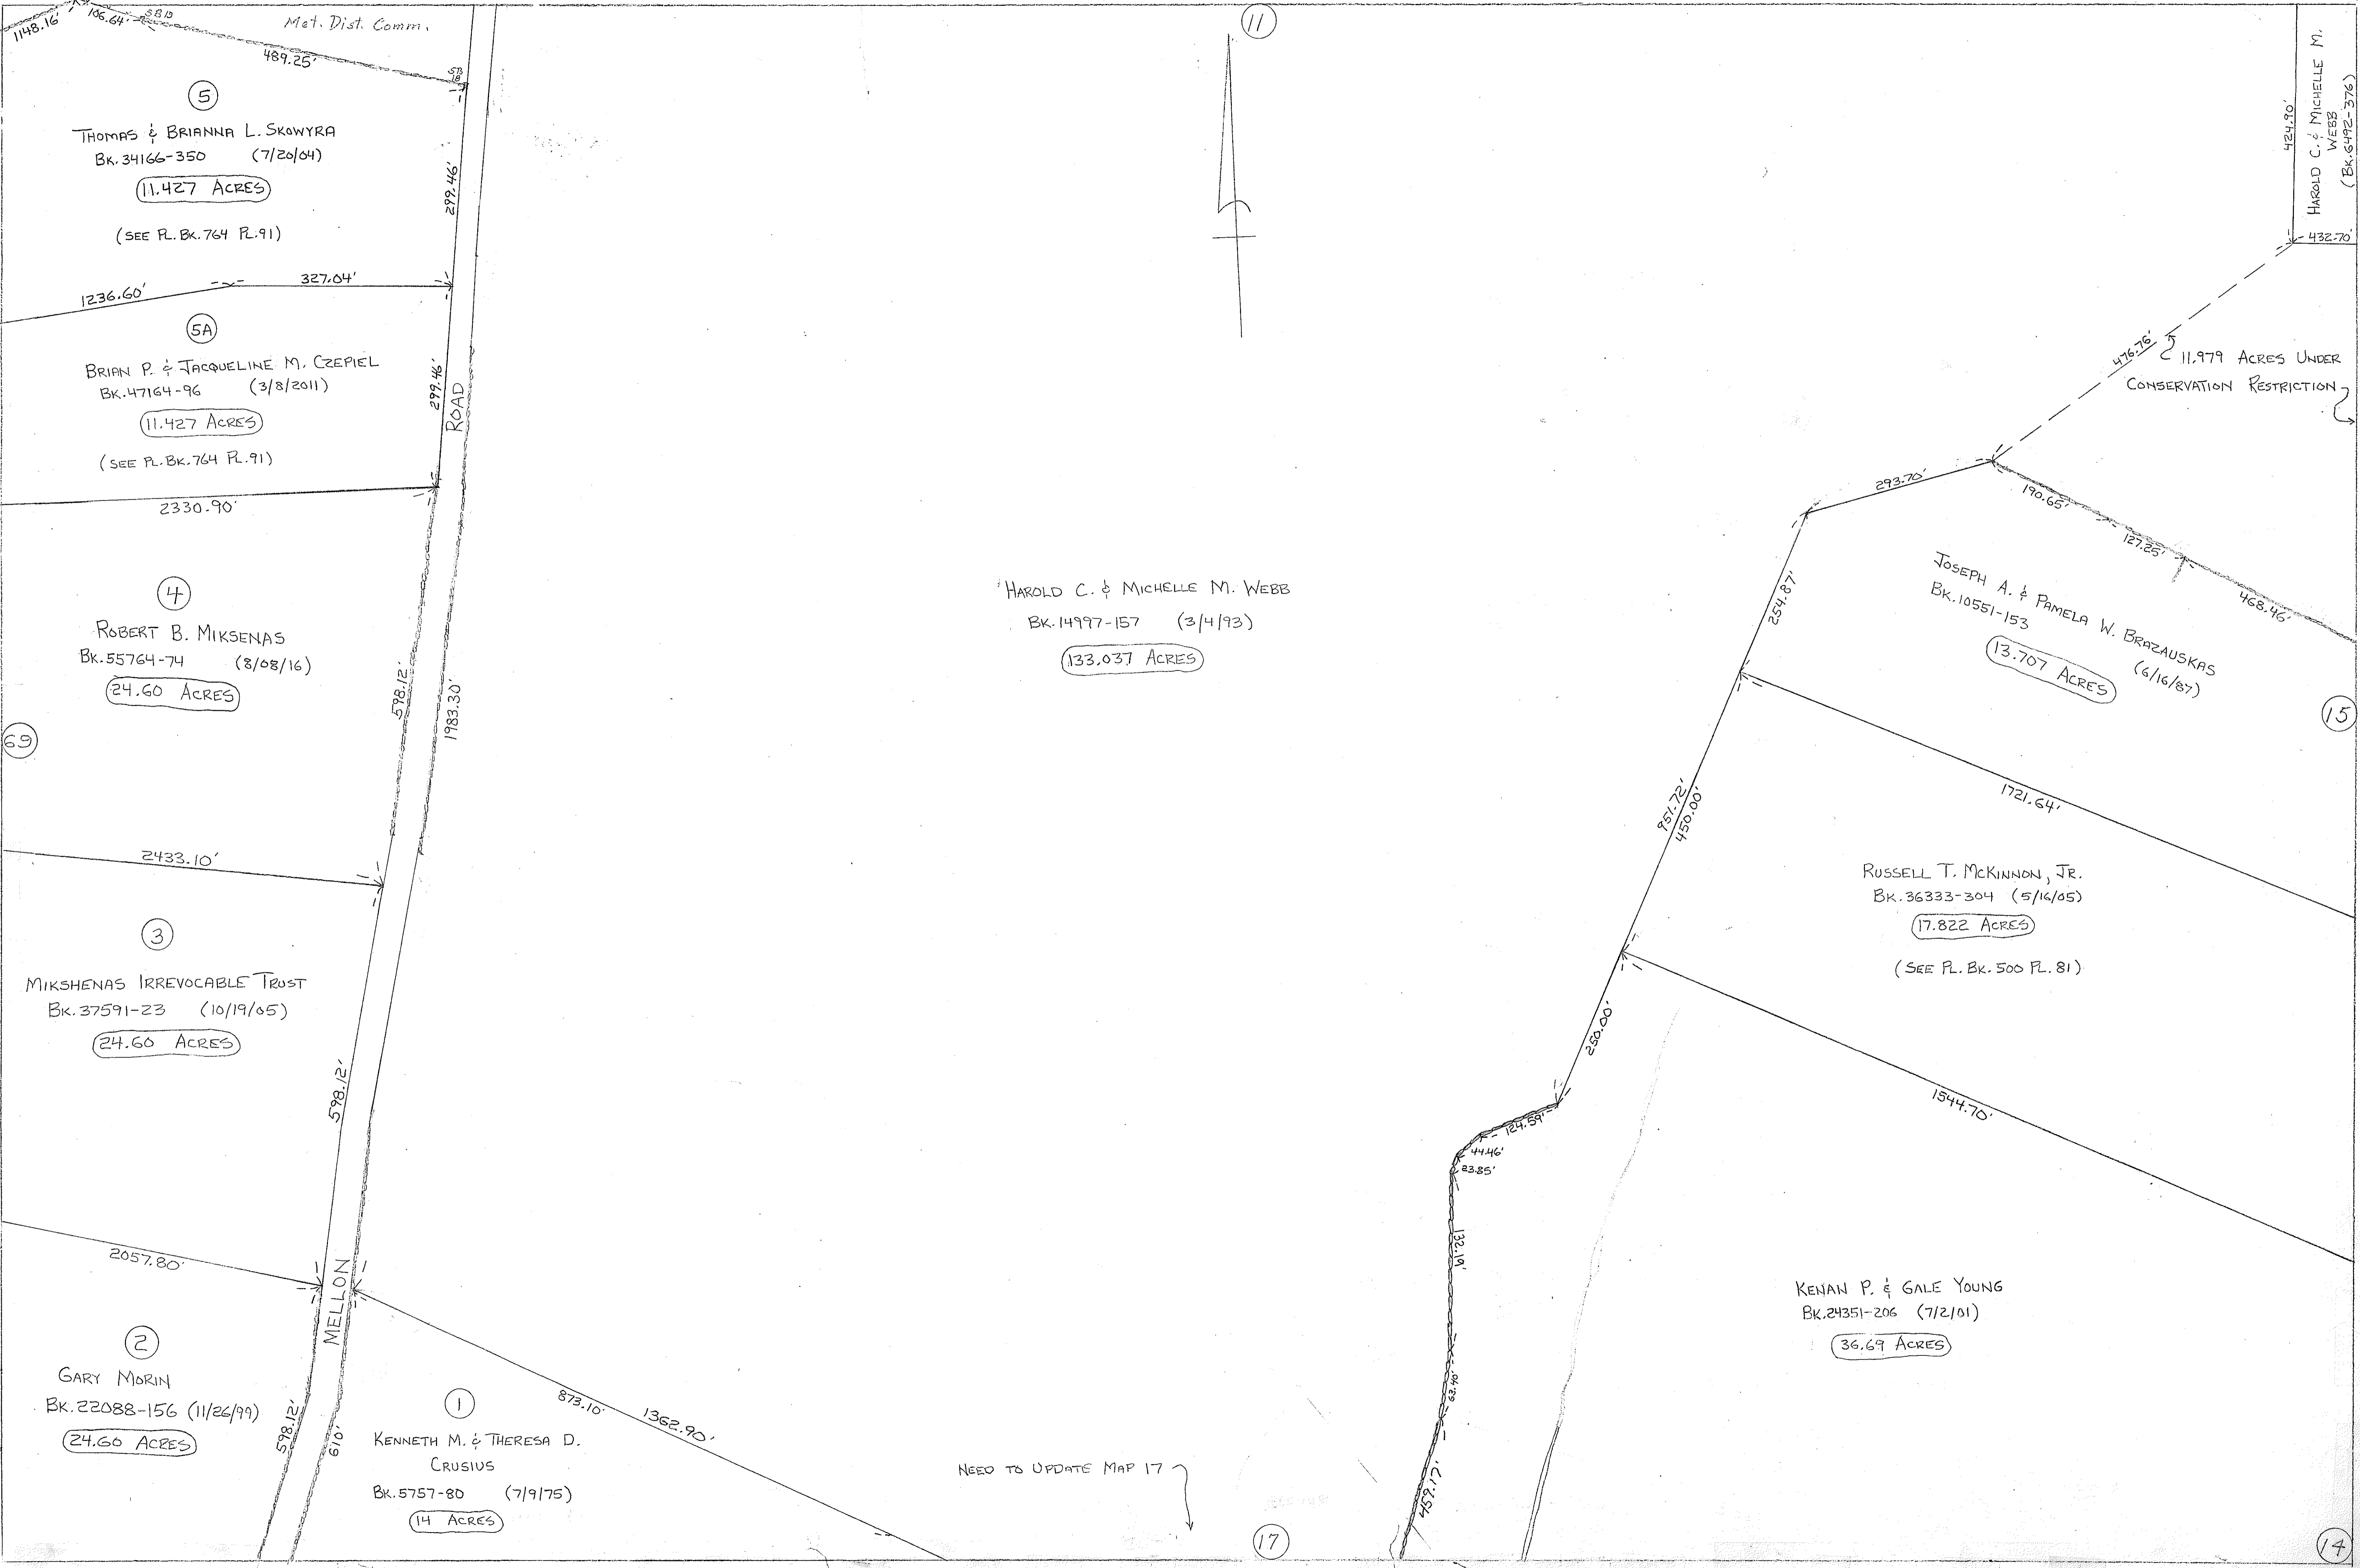 1148.16'
106.64'
SBD
Met. Dist. Comm.
489.25'
5
THOMAS & BRIANNA L. SKOWYRA
BK.34166-350 (7/20/04)
11.427 ACRES
(SEE PL.BK.764 PL.91)
299.46'
1236.60'
327.04'
5A
BRIAN P. & JACQUELINE M. CZEPIEL
BK.47164-96 (3/8/2011)
11.427 ACRES
(SEE PL.BK.764 PL.91)
299.46'
ROAD
2330.90'
4
ROBERT B. MIKSENAS
BK.55764-74 (8/08/16)
24.60 ACRES
598.12'
1983.30'
69
2433.10'
3
MIKSHENAS IRREVOCABLE TRUST
BK.37591-23 (10/19/05)
24.60 ACRES
598.12'
2057.80'
MELLON
2
GARY MORIN
BK.22088-156 (11/26/99)
24.60 ACRES
598.12'
610'
1
KENNETH M. & THERESA D.
CRUSIUS
BK.5757-80 (7/9/75)
14 ACRES
873.10'
1362.90'
11
HAROLD C. & MICHELLE M. WEBB
BK.14997-157 (3/4/93)
133.037 ACRES
NEED TO UPDATE MAP 17
17
424.90'
HAROLD C. & MICHELLE M.
WEBB
(BK.6492-376)
432.70'
476.76'
11.979 ACRES UNDER
CONSERVATION RESTRICTION
293.70'
190.65'
127.25'
468.46'
254.87'
JOSEPH A. & PAMELA W. BRAZAUSKAS
BK.10551-153 (6/16/87)
13.707 ACRES
15
1721.64'
951.72'
450.00'
RUSSELL T. MCKINNON, JR.
BK.36333-304 (5/16/05)
17.822 ACRES
(SEE PL. BK. 500 PL. 81)
250.00'
1544.70'
124.59'
44.46'
23.85'
132.19'
63.40'
459.17'
KENAN P. & GALE YOUNG
BK.24351-206 (7/2/01)
36.69 ACRES
14